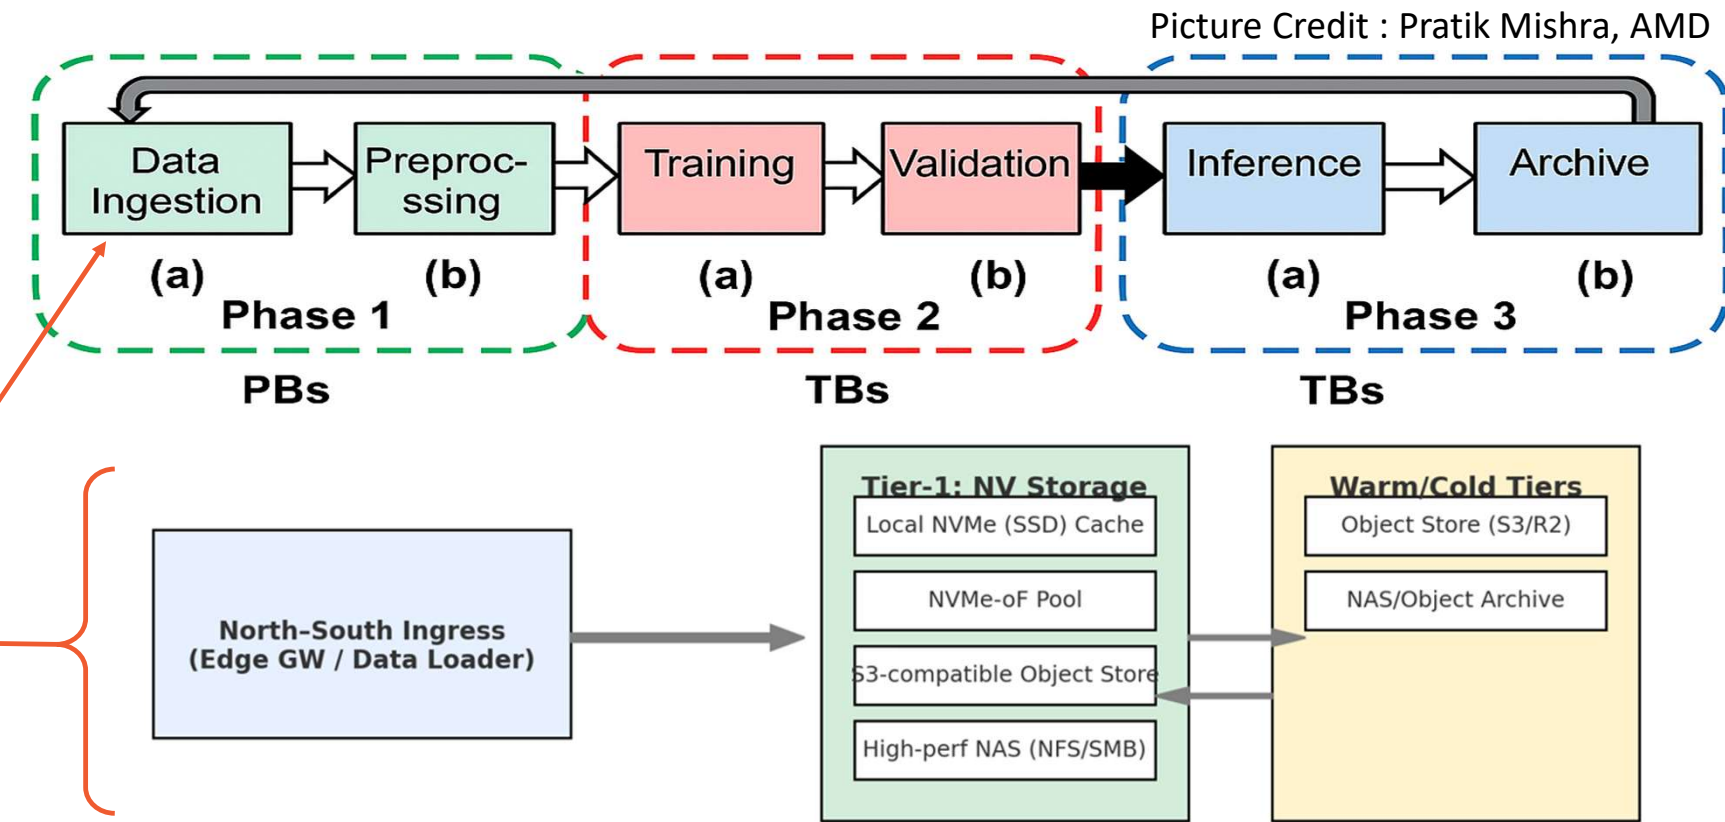 Picture Credit : Pratik Mishra, AMD
Data
Ingestion
Preproc-
ssing
Training
Validation
Inference
Archive
(a)
(b)
(a)
(b)
(a)
(b)
Phase 1
Phase 2
Phase 3
PBs
TBs
TBs
North–South Ingress
(Edge GW / Data Loader)
Tier-1: NV Storage
Local NVMe (SSD) Cache
NVMe-oF Pool
S3-compatible Object Store
High-perf NAS (NFS/SMB)
Warm/Cold Tiers
Object Store (S3/R2)
NAS/Object Archive